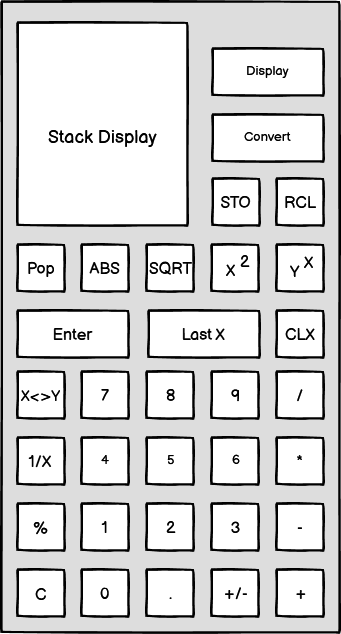 Display
Stack Display
Convert
STO RCL
Pop ABS SQRT X² Y^X
Enter Last X CLX
X<>Y 7 8 9 /
1/X 4 5 6 *
% 1 2 3 -
C 0 . +/- +